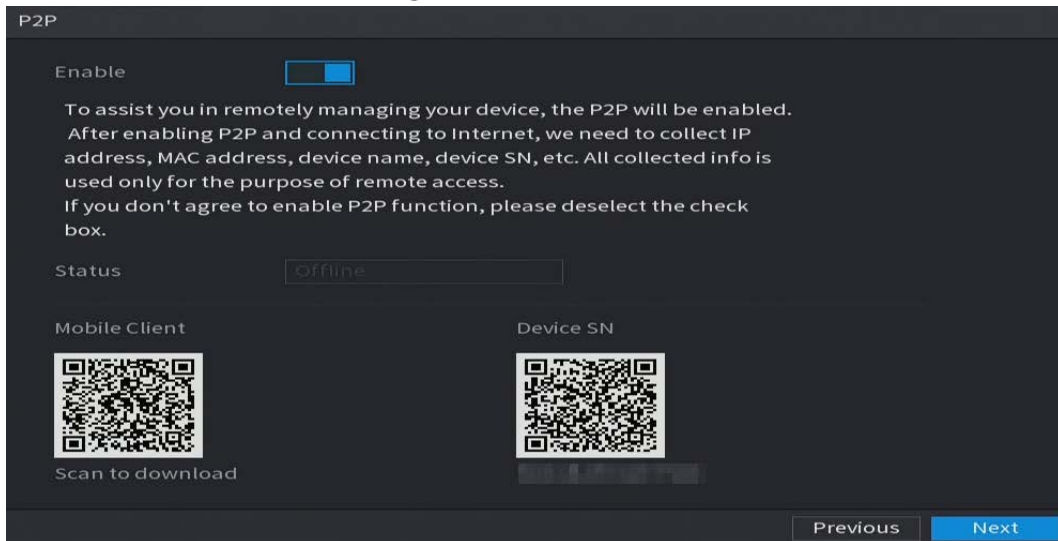 P2P
Enable
To assist you in remotely managing your device, the P2P will be enabled.
After enabling P2P and connecting to Internet, we need to collect IP
address, MAC address, device name, device SN, etc. All collected info is
used only for the purpose of remote access.
If you don't agree to enable P2P function, please deselect the check
box.
Status
Offline
Mobile Client
Device SN
Scan to download
Previous
Next